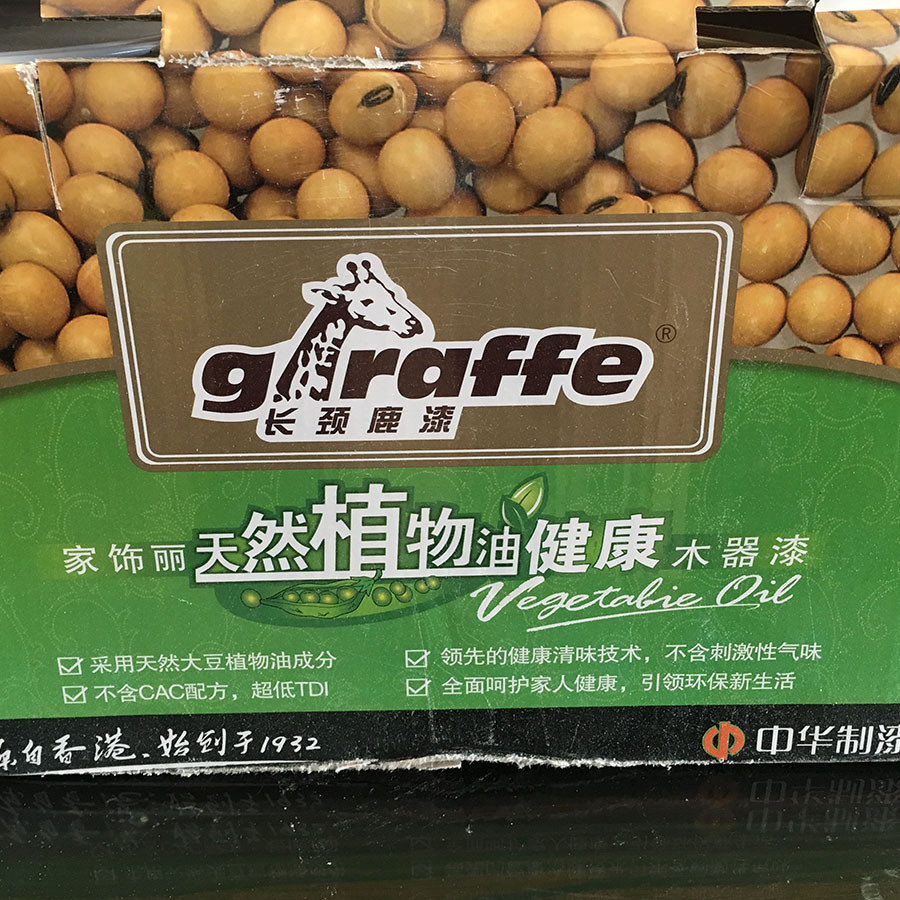 giraffe®
长颈鹿漆
家饰丽天然植物油健康木器漆
Vegetabie Oil
采用天然大豆植物油成分
不含CAC配方，超低TDI
领先的健康清味技术，不含刺激性气味
全面呵护家人健康，引领环保新生活
来自香港、始创于1932
中华制漆